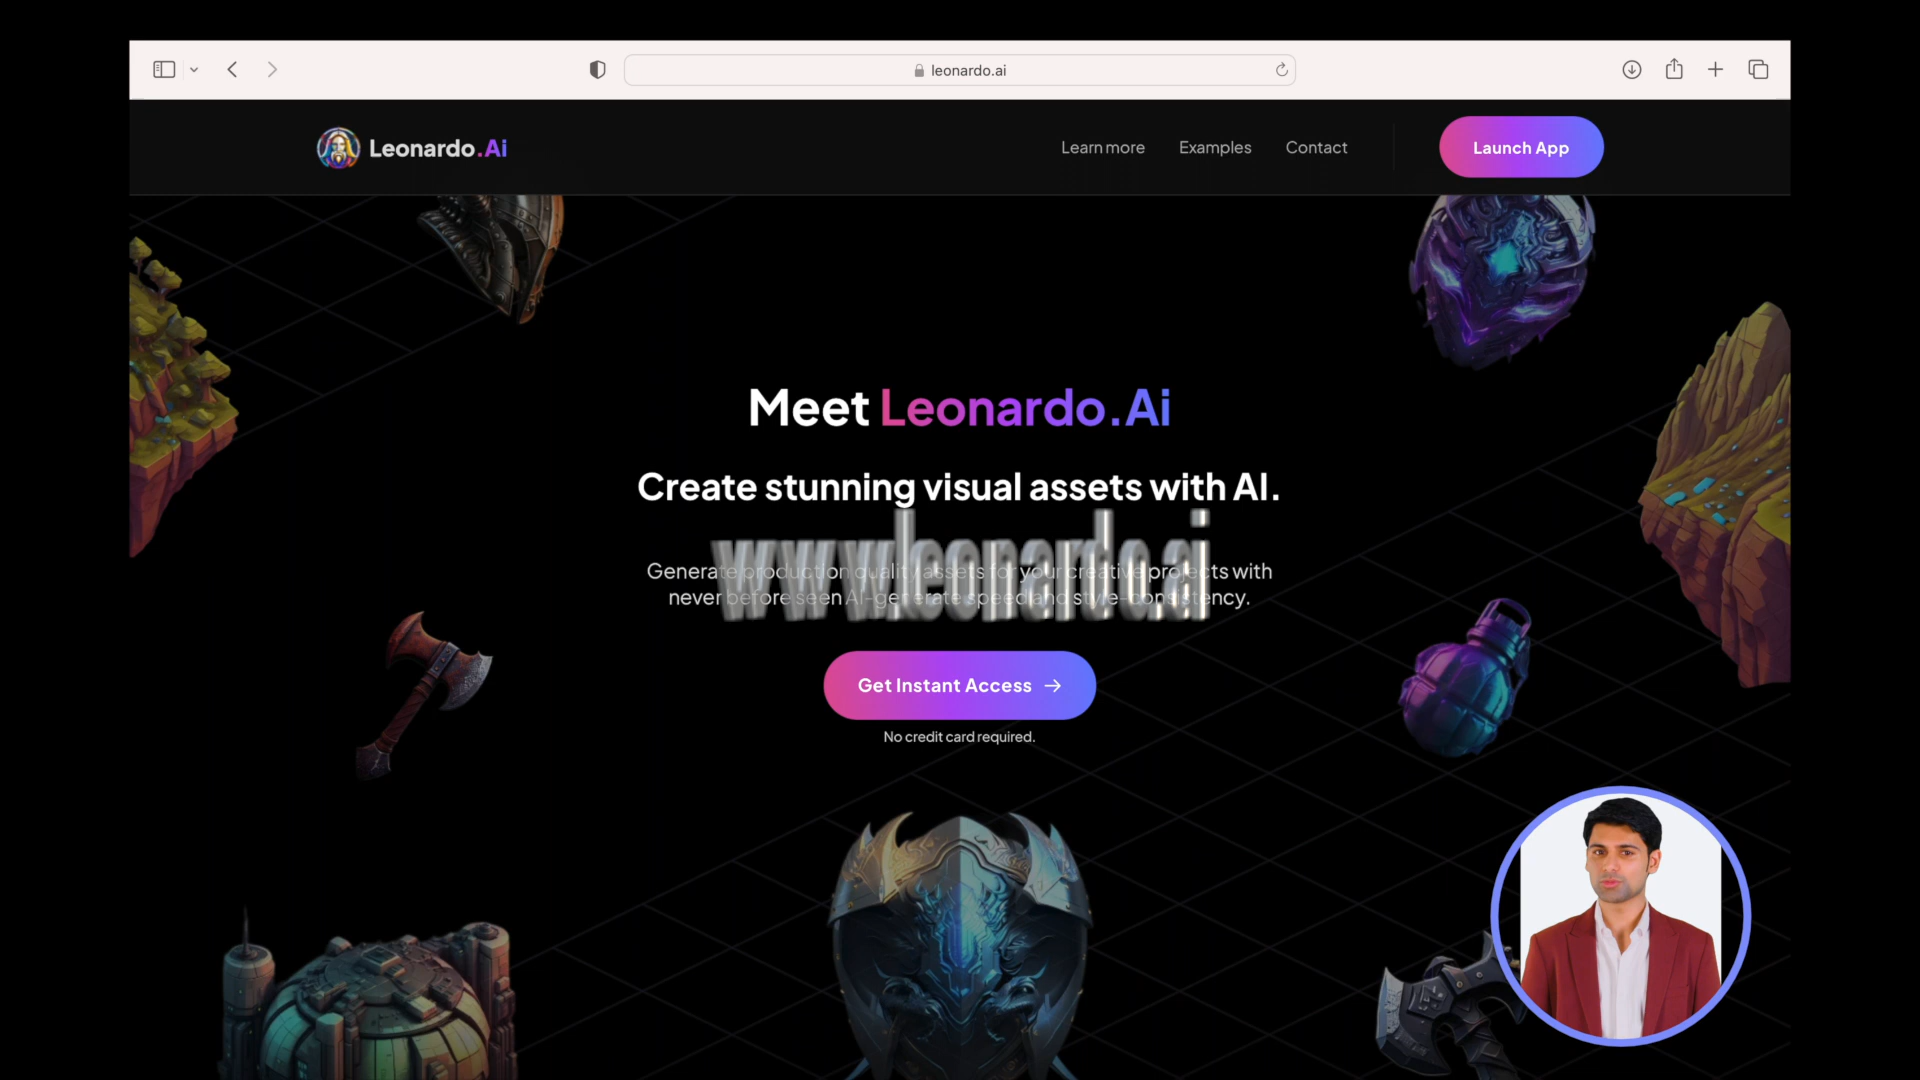 leonardo.ai
Leonardo.Ai
Learn more
Examples
Contact
Launch App
Meet Leonardo.Ai
Create stunning visual assets with AI.
www.leonardo.ai
Generate production quality assets for your creative projects with
never before seen AI-generate speed and style-consistency.
Get Instant Access →
No credit card required.